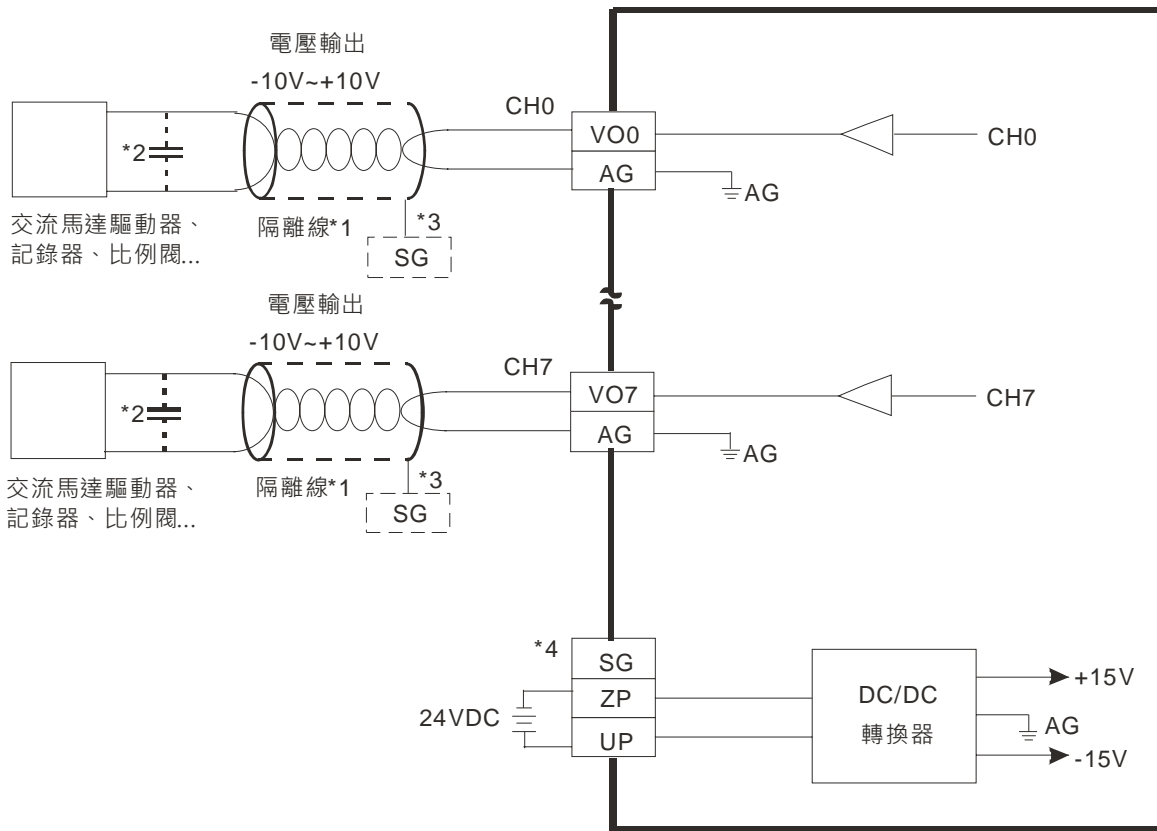 電壓輸出
-10V~+10V
CH0
VO0
CH0
*2
AG
AG
交流馬達驅動器、
記錄器、比例閥...
隔離線*1
*3
SG
電壓輸出
-10V~+10V
CH7
VO7
CH7
*2
AG
AG
交流馬達驅動器、
記錄器、比例閥...
隔離線*1
*3
SG
*4
SG
24VDC
ZP
UP
DC/DC
轉換器
+15V
AG
-15V